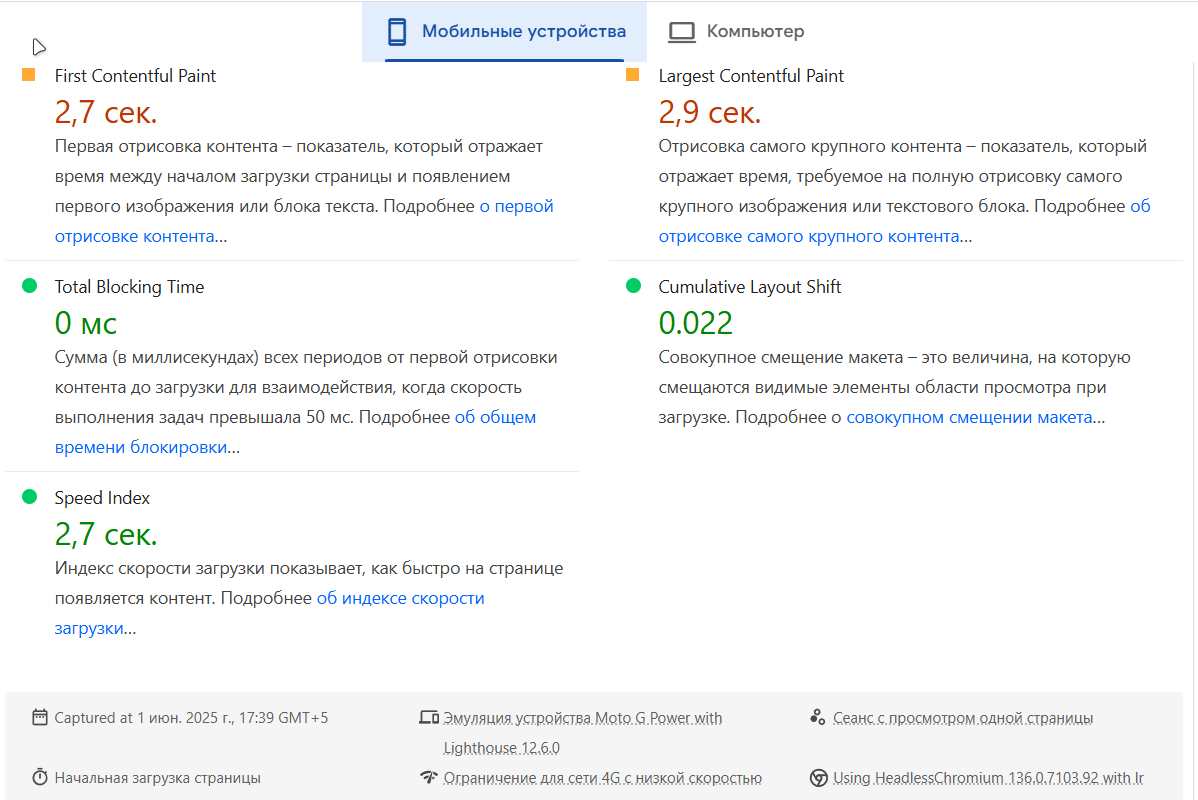 Мобильные устройства
Компьютер
First Contentful Paint
2,7 сек.
Первая отрисовка контента – показатель, который отражает
время между началом загрузки страницы и появлением
первого изображения или блока текста. Подробнее о первой
отрисовке контента...
Largest Contentful Paint
2,9 сек.
Отрисовка самого крупного контента – показатель, который
отражает время, требуемое на полную отрисовку самого
крупного изображения или текстового блока. Подробнее об
отрисовке самого крупного контента...
Total Blocking Time
0 мс
Сумма (в миллисекундах) всех периодов от первой отрисовки
контента до загрузки для взаимодействия, когда скорость
выполнения задач превышала 50 мс. Подробнее об общем
времени блокировки...
Cumulative Layout Shift
0.022
Совокупное смещение макета – это величина, на которую
смещаются видимые элементы области просмотра при
загрузке. Подробнее о совокупном смещении макета...
Speed Index
2,7 сек.
Индекс скорости загрузки показывает, как быстро на странице
появляется контент. Подробнее об индексе скорости
загрузки...
Captured at 1 июн. 2025 г., 17:39 GMT+5
Эмуляция устройства Moto G Power with
Lighthouse 12.6.0
Сеанс с просмотром одной страницы
Начальная загрузка страницы
Ограничение для сети 4G с низкой скоростью
Using HeadlessChromium 136.0.7103.92 with lr